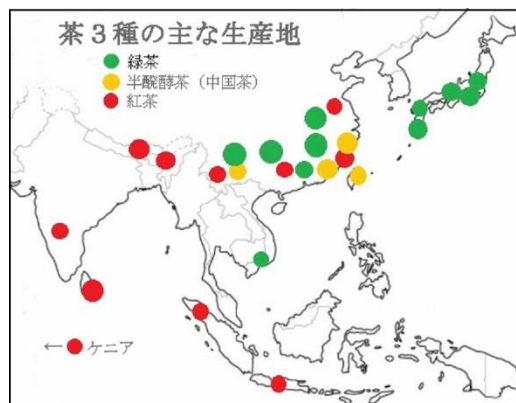 茶３種の主な生産地
緑茶
半醗酵茶（中国茶）
紅茶
←
ケニア